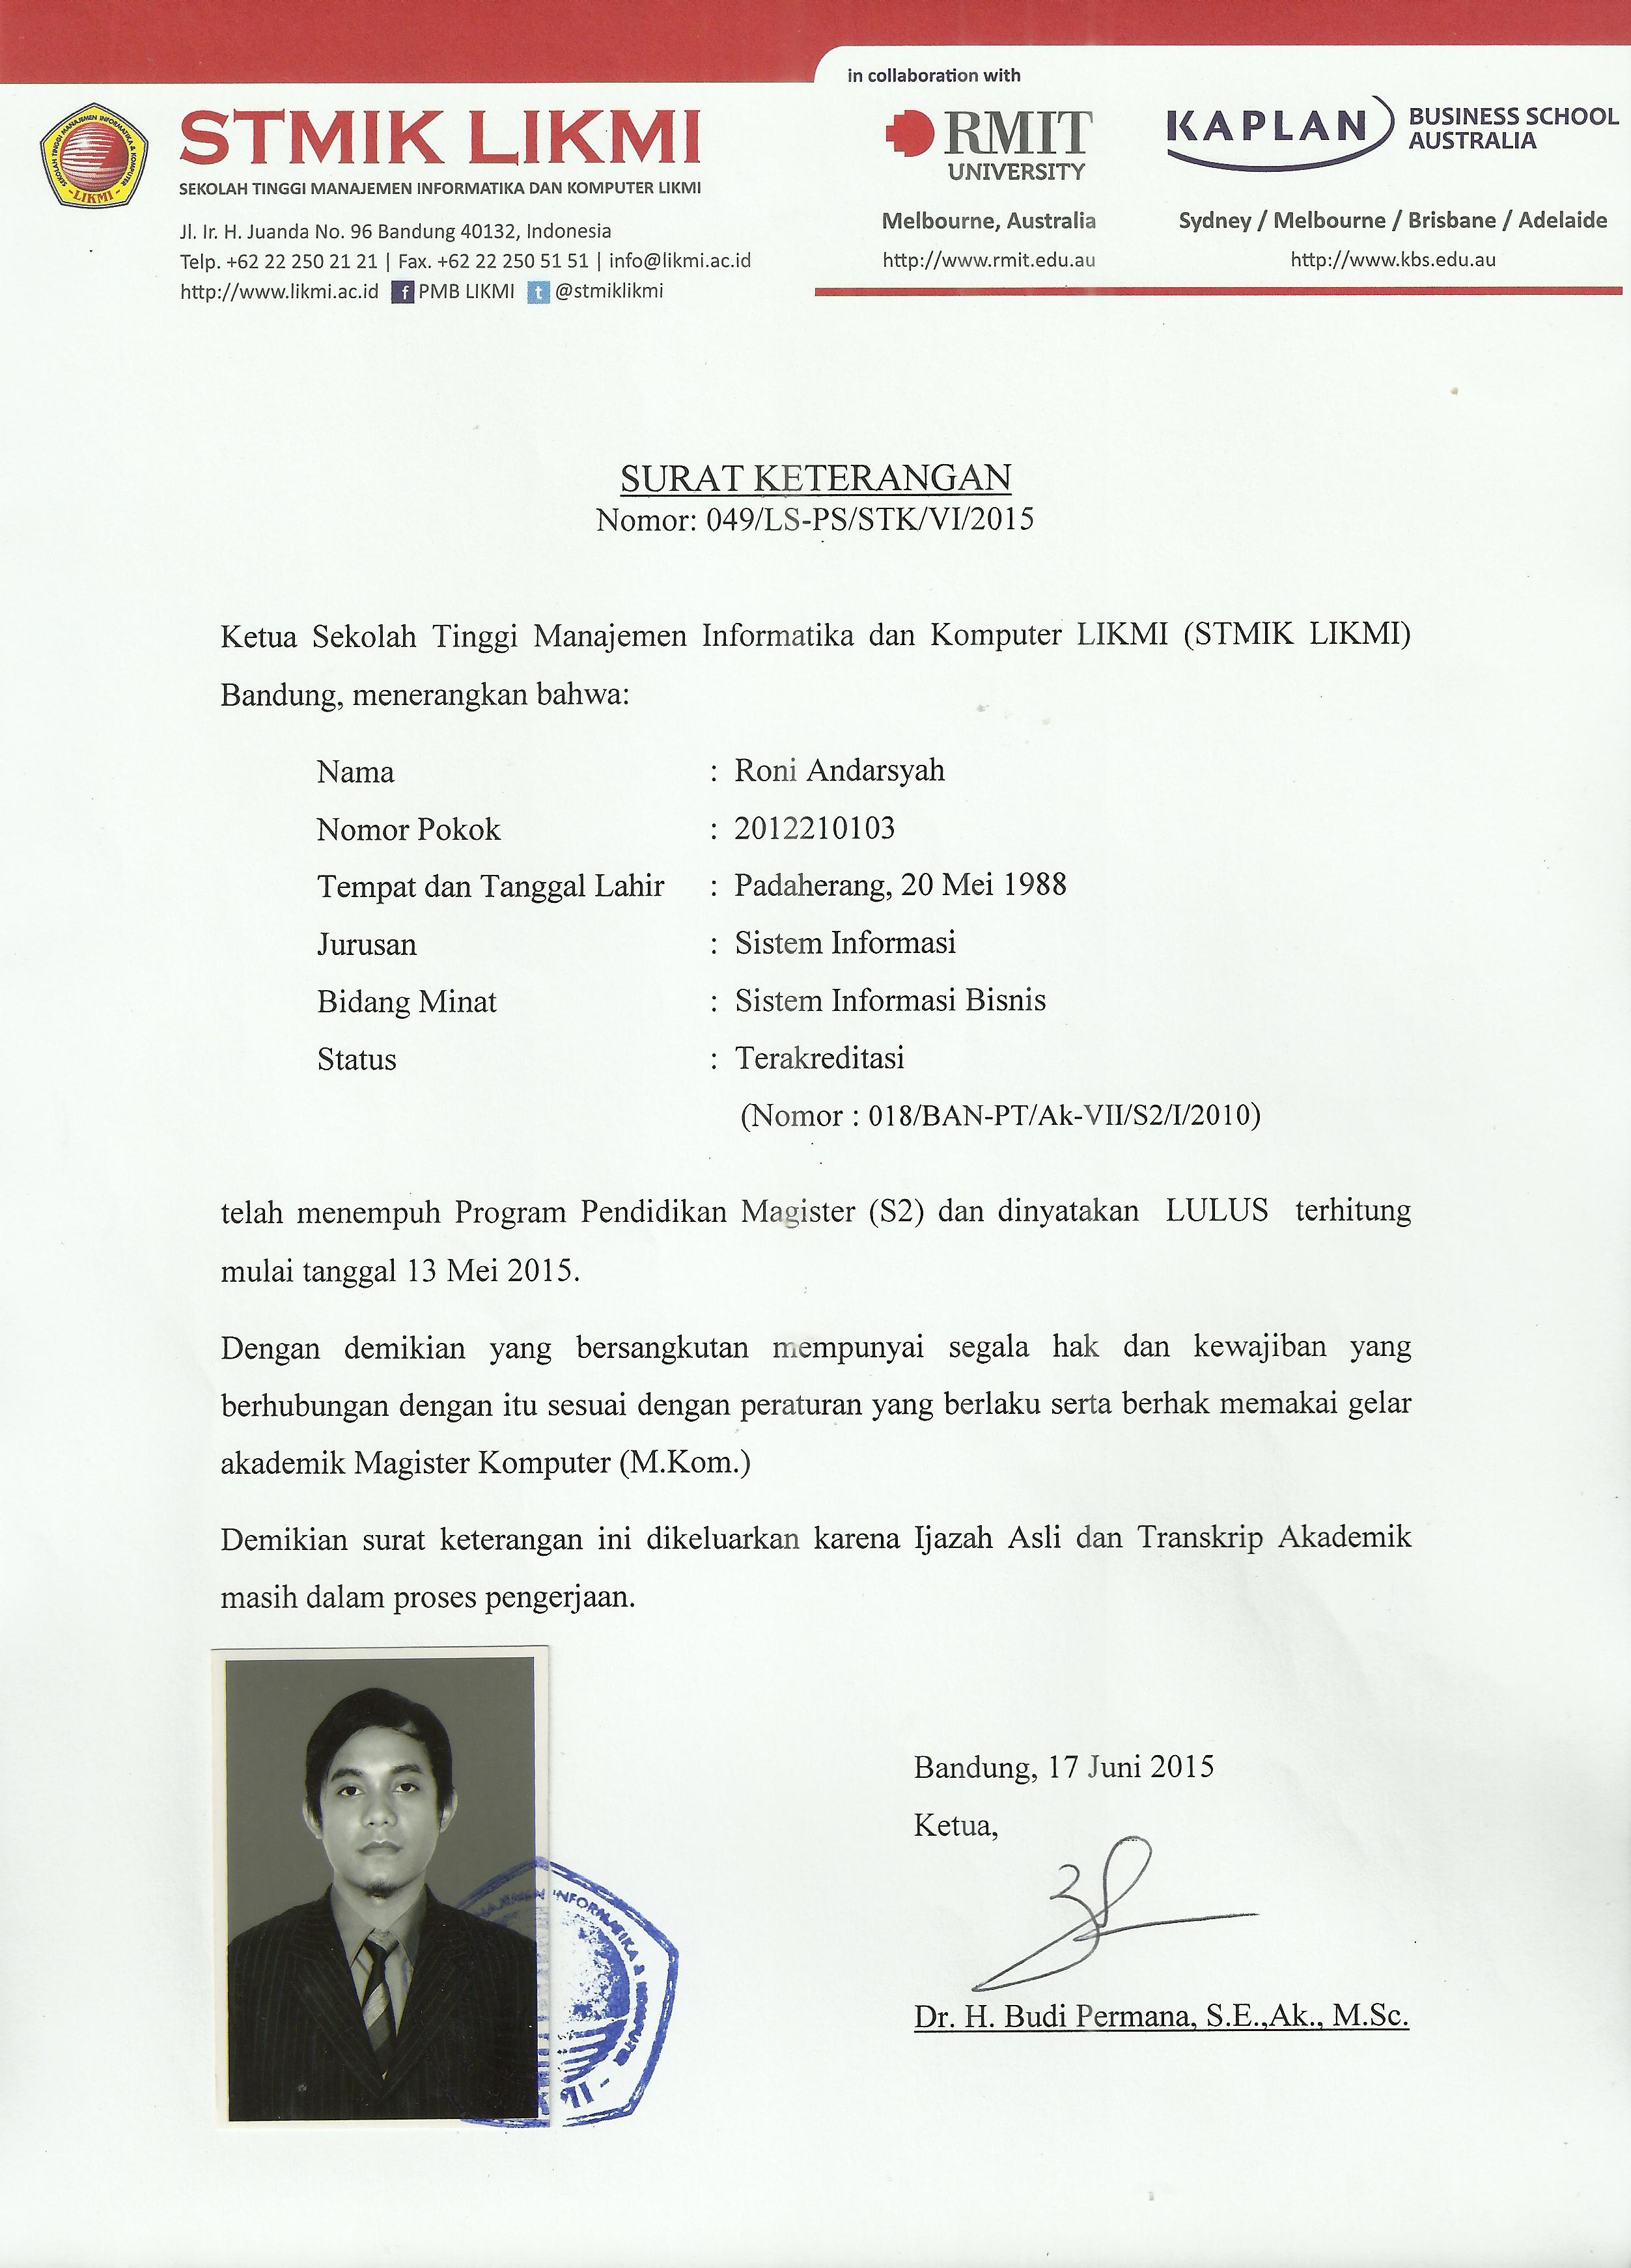 in collaboration with
STMIK LIKMI
SEKOLAH TINGGI MANAJEMEN INFORMATIKA DAN KOMPUTER LIKMI
Jl. Ir. H. Juanda No. 96 Bandung 40132, Indonesia
Telp. +62 22 250 21 21 | Fax. +62 22 250 51 51 | info@likmi.ac.id
http://www.likmi.ac.id f PMB LIKMI t @stmiklikmi
SEKOLAH TINGGI MANAJEMEN INFORMATIKA & KOMPUTER
- LIKMI -
RMIT
UNIVERSITY
Melbourne, Australia
http://www.rmit.edu.au
KAPLAN BUSINESS SCHOOL
AUSTRALIA
Sydney / Melbourne / Brisbane / Adelaide
http://www.kbs.edu.au
SURAT KETERANGAN
Nomor: 049/LS-PS/STK/VI/2015
Ketua Sekolah Tinggi Manajemen Informatika dan Komputer LIKMI (STMIK LIKMI)
Bandung, menerangkan bahwa:
Nama : Roni Andarsyah
Nomor Pokok : 2012210103
Tempat dan Tanggal Lahir : Padaherang, 20 Mei 1988
Jurusan : Sistem Informasi
Bidang Minat : Sistem Informasi Bisnis
Status : Terakreditasi
(Nomor : 018/BAN-PT/Ak-VII/S2/I/2010)
telah menempuh Program Pendidikan Magister (S2) dan dinyatakan LULUS terhitung
mulai tanggal 13 Mei 2015.
Dengan demikian yang bersangkutan mempunyai segala hak dan kewajiban yang
berhubungan dengan itu sesuai dengan peraturan yang berlaku serta berhak memakai gelar
akademik Magister Komputer (M.Kom.)
Demikian surat keterangan ini dikeluarkan karena Ijazah Asli dan Transkrip Akademik
masih dalam proses pengerjaan.
Bandung, 17 Juni 2015
Ketua,
Dr. H. Budi Permana, S.E.,Ak., M.Sc.
INFORMATIKA & KOMPUTER